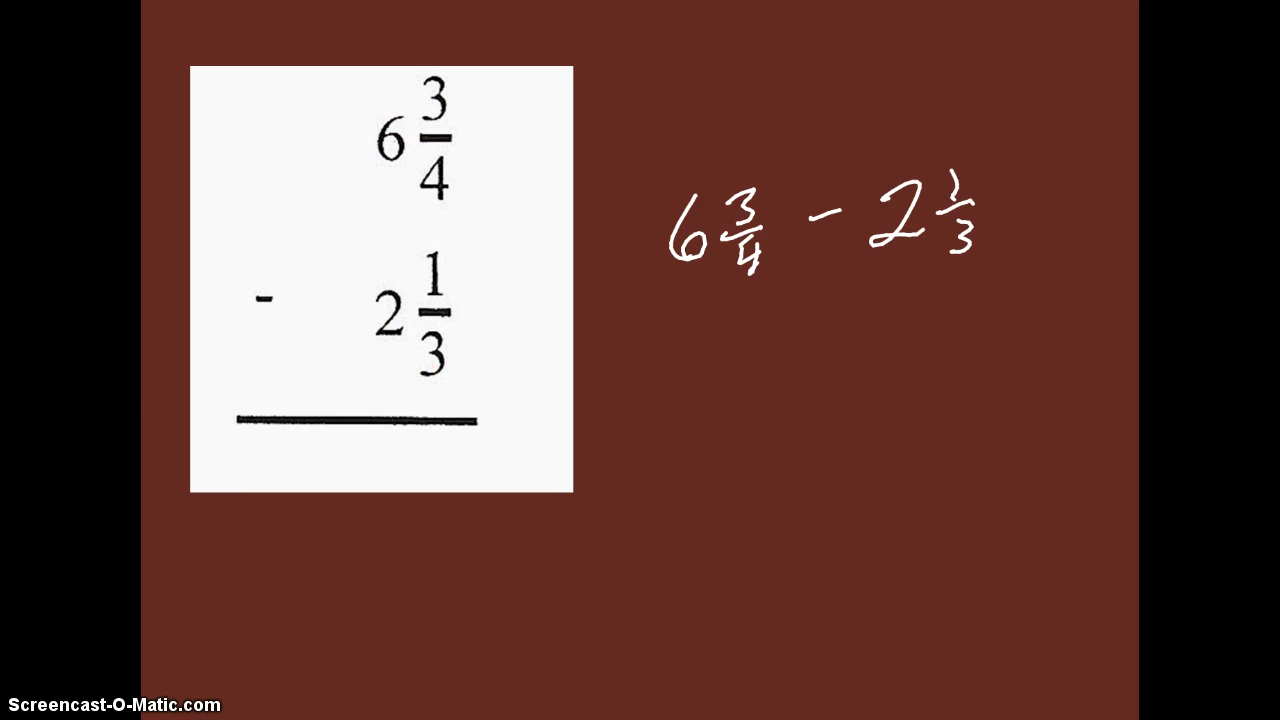 6 3/4
- 2 1/3
6 3/4 - 2 1/3
Screencast-O-Matic.com